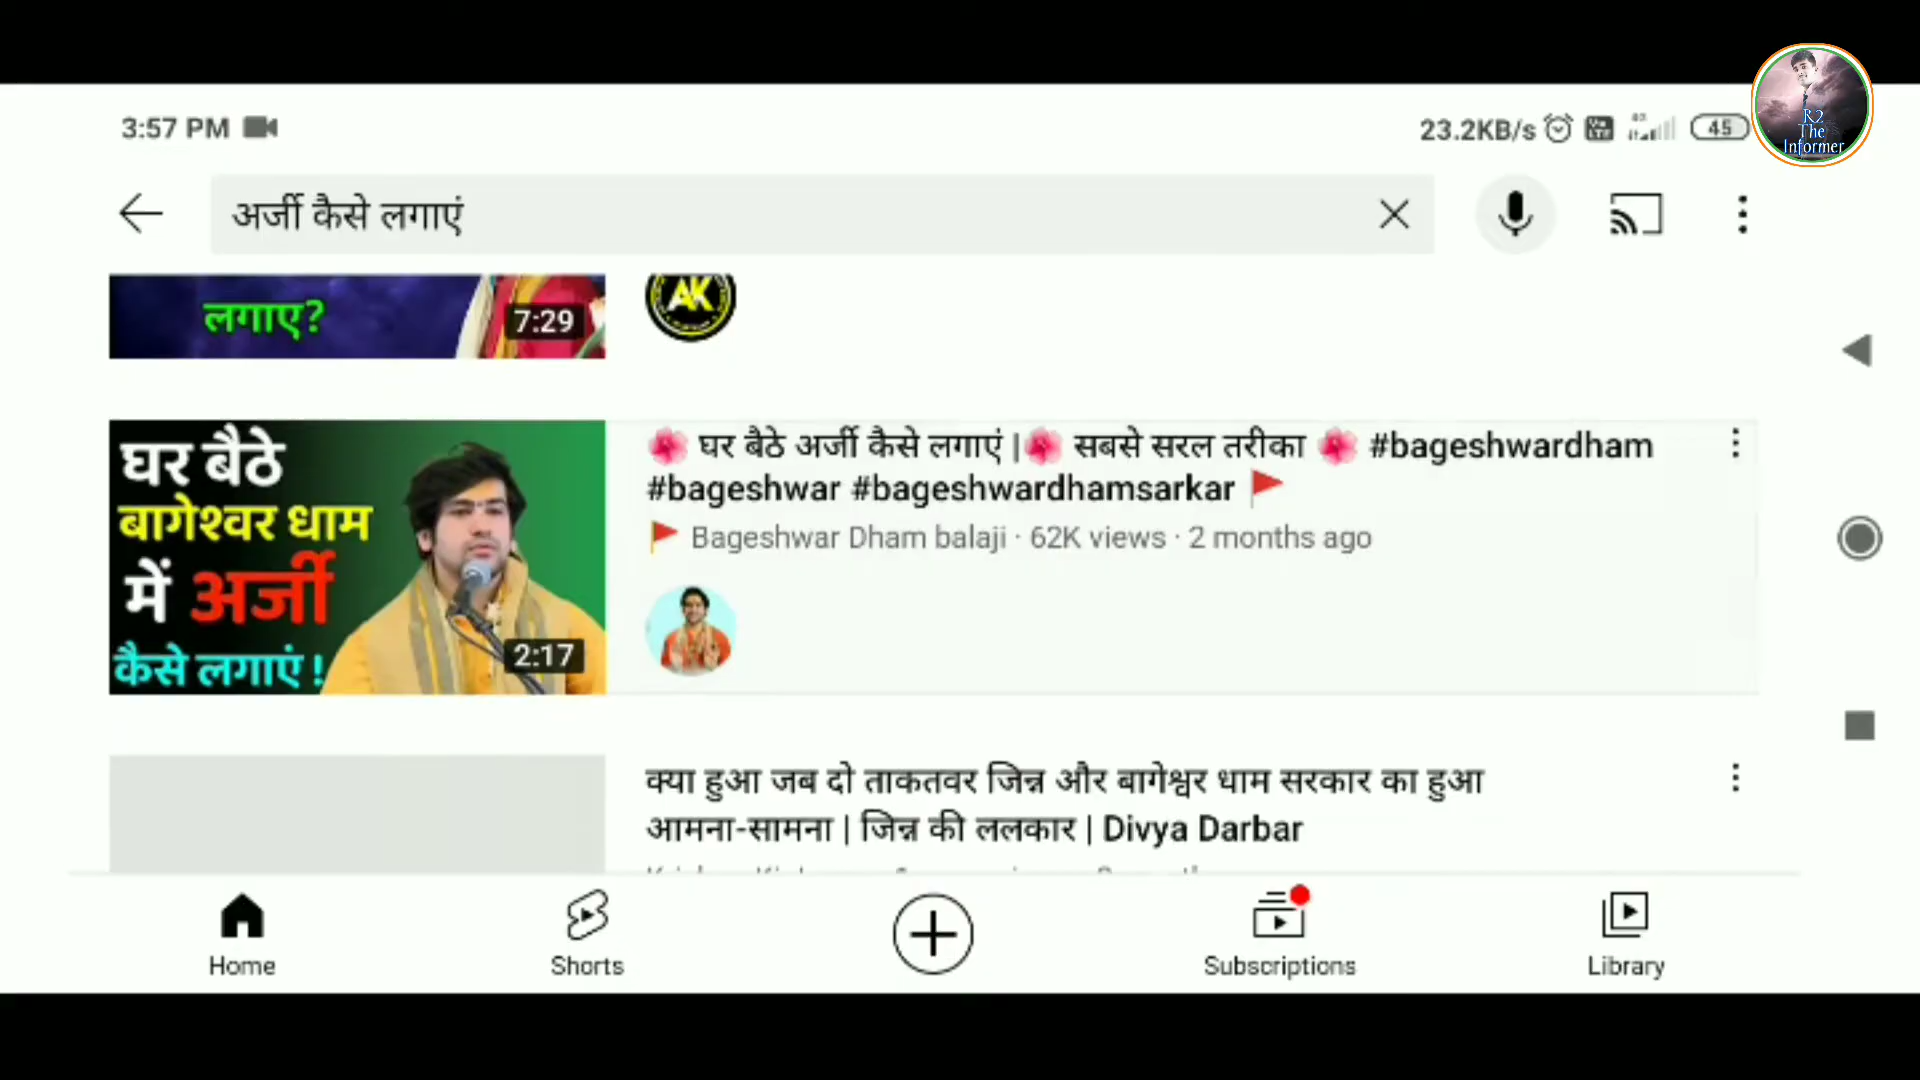 3:57 PM
23.2KB/s
45
R2
The
Informer
अर्जी कैसे लगाएं
लगाए?
7:29
AK
घर बैठे
बागेश्वर धाम
में अर्जी
कैसे लगाएं !
2:17
🌺 घर बैठे अर्जी कैसे लगाएं |🌺 सबसे सरल तरीका 🌺 #bageshwardham
#bageshwar #bageshwardhamsarkar 🚩
🚩 Bageshwar Dham balaji · 62K views · 2 months ago
क्या हुआ जब दो ताकतवर जिन्न और बागेश्वर धाम सरकार का हुआ
आमना-सामना | जिन्न की ललकार | Divya Darbar
Home
Shorts
Subscriptions
Library